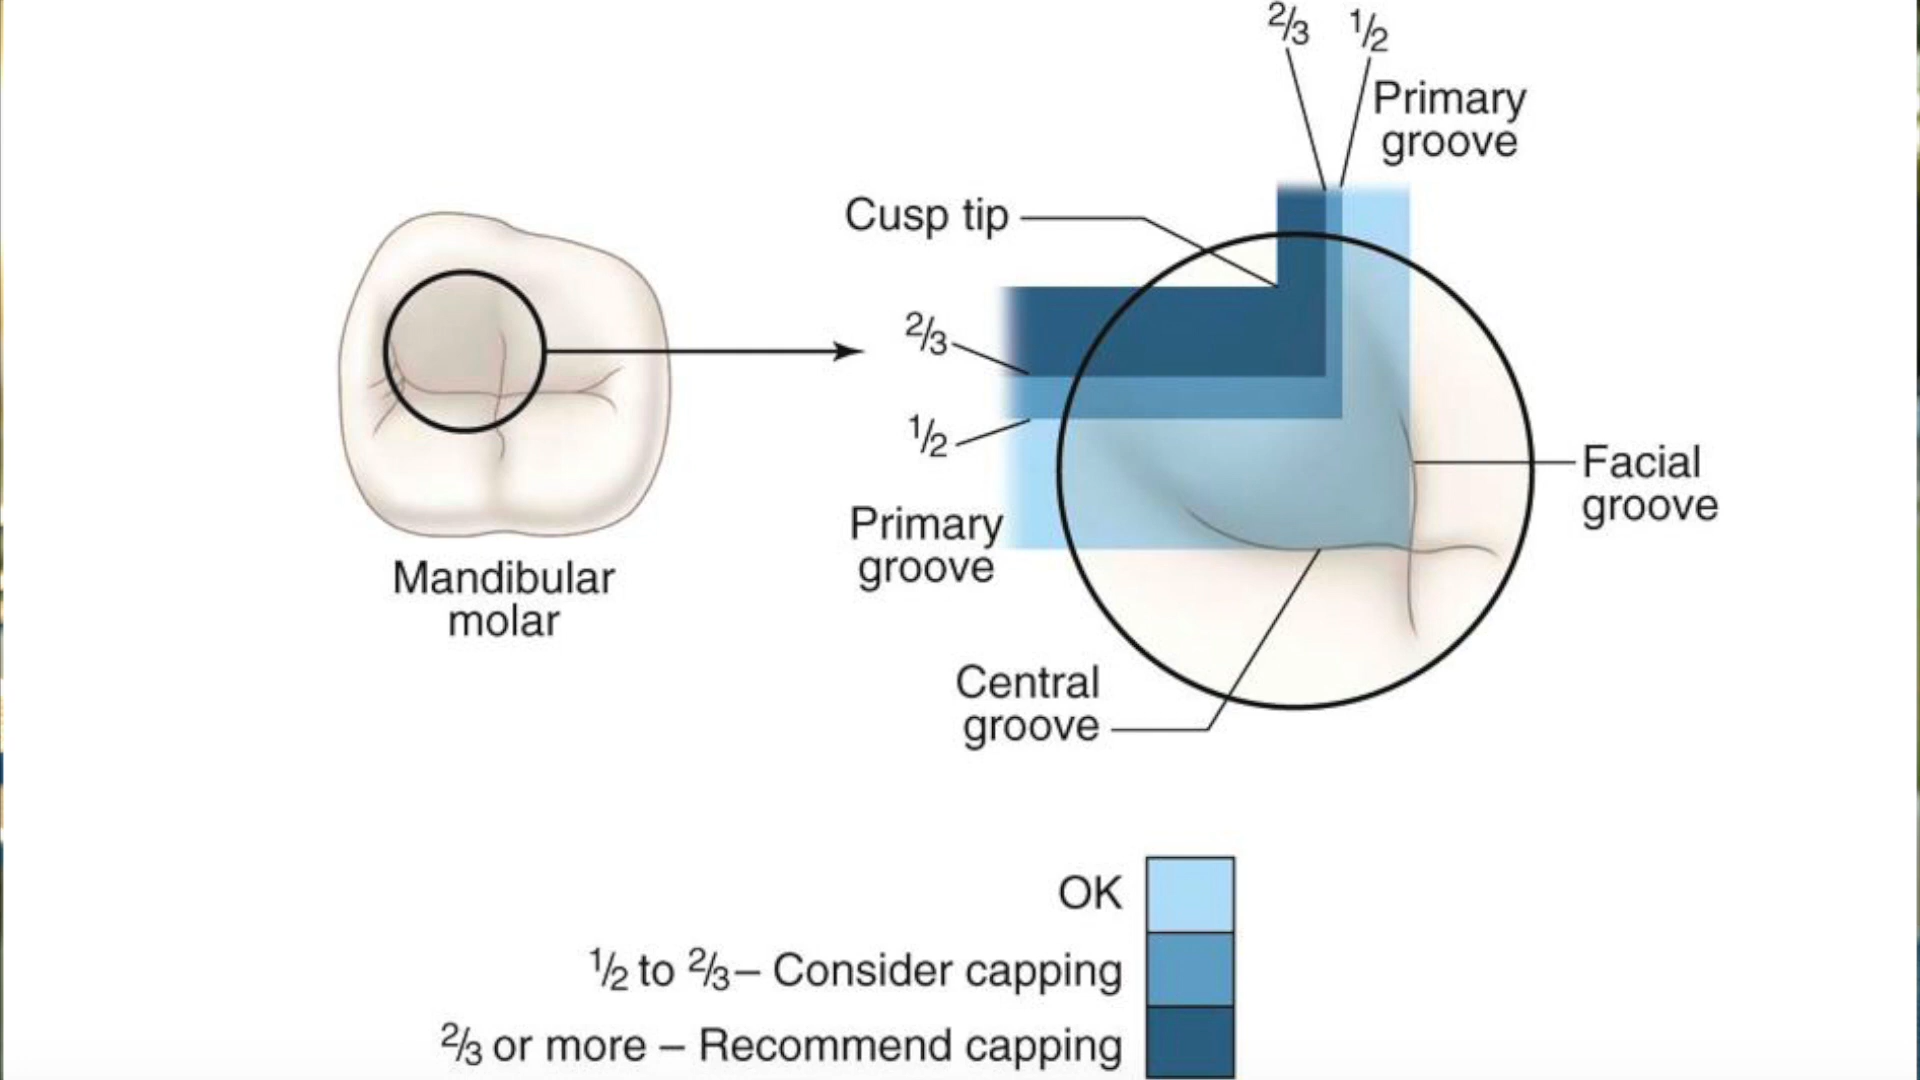 2/3 1/2
Primary
groove
Cusp tip
2/3
1/2
Primary
groove
Facial
groove
Mandibular
molar
Central
groove
OK
1/2 to 2/3 – Consider capping
2/3 or more – Recommend capping